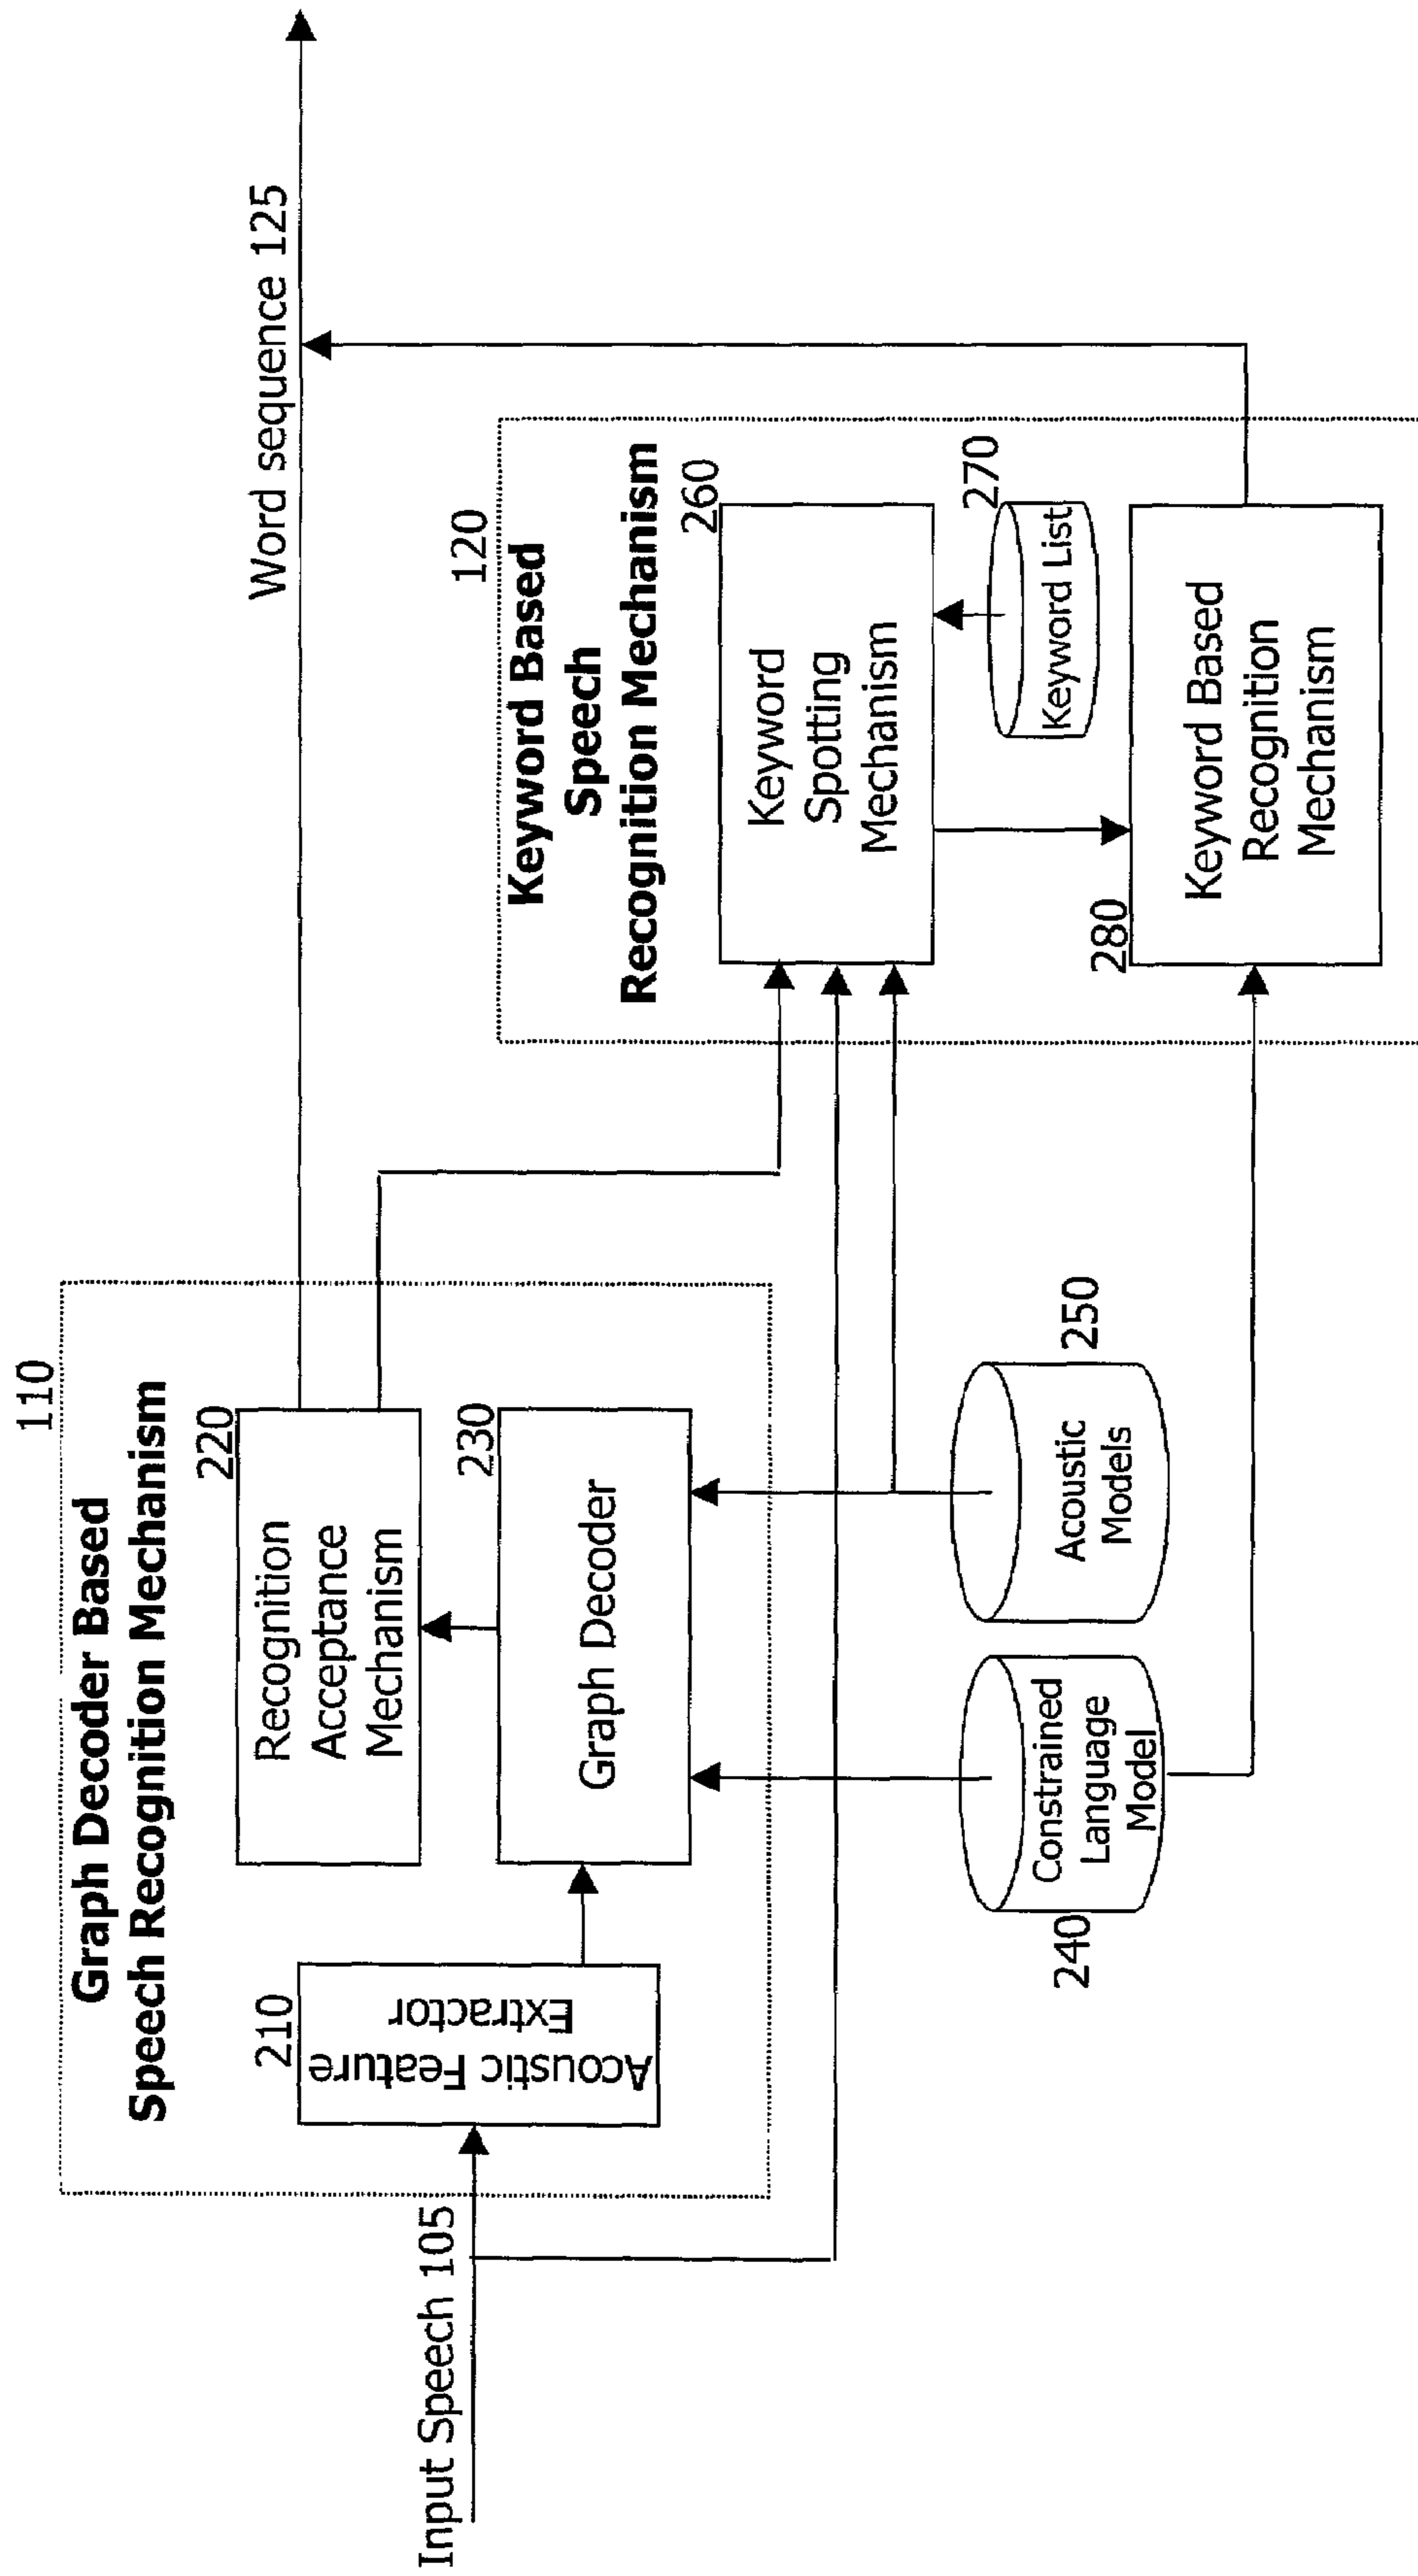 110
Graph Decoder Based
Speech Recognition Mechanism
Input Speech 105
210
Acoustic Feature
Extractor
220
Recognition
Acceptance
Mechanism
230
Graph Decoder
240
Constrained
Language
Model
250
Acoustic
Models
Word sequence 125
120
Keyword Based
Speech
Recognition Mechanism
260
Keyword
Spotting
Mechanism
270
Keyword List
280
Keyword Based
Recognition
Mechanism